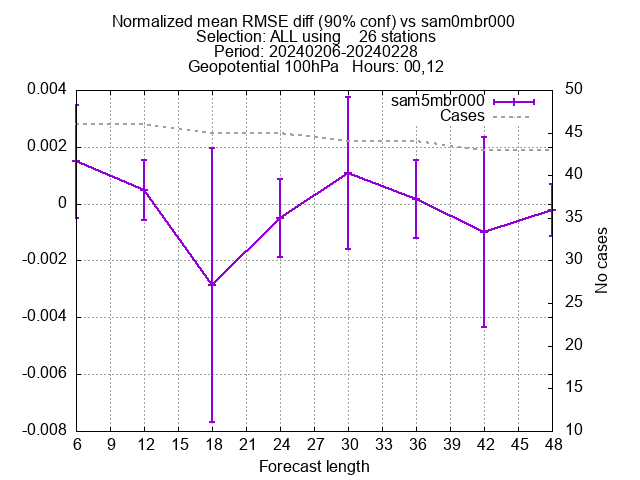 Normalized mean RMSE diff (90% conf) vs sam0mbr000
Selection: ALL using    26 stations
Period: 20240206-20240228
Geopotential 100hPa   Hours: 00,12
sam5mbr000
Cases
0.004
0.002
0
-0.002
-0.004
-0.006
-0.008
50
45
40
35
30
25
20
15
10
No cases
6 9 12 15 18 21 24 27 30 33 36 39 42 45 48
Forecast length